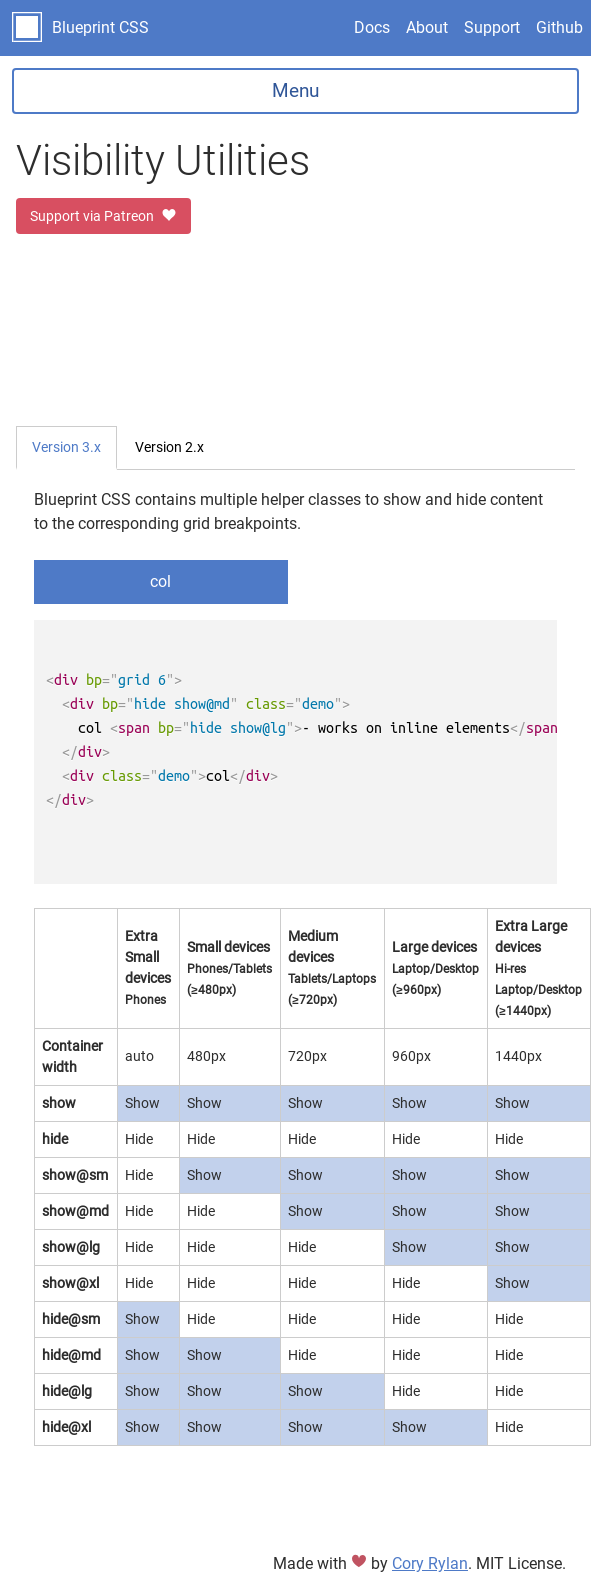 Blueprint CSS
Docs About Support Github
Menu
Visibility Utilities
Support via Patreon
Version 3.x Version 2.x
Blueprint CSS contains multiple helper classes to show and hide content
to the corresponding grid breakpoints.
col
<div bp="grid 6">
  <div bp="hide show@md" class="demo">
    col <span bp="hide show@lg">- works on inline elements</span
  </div>
  <div class="demo">col</div>
</div>
Extra Small devices Phones Small devices Phones/Tablets (≥480px) Medium devices Tablets/Laptops (≥720px) Large devices Laptop/Desktop (≥960px) Extra Large devices Hi-res Laptop/Desktop (≥1440px)
Container width auto 480px 720px 960px 1440px
show Show Show Show Show Show
hide Hide Hide Hide Hide Hide
show@sm Hide Show Show Show Show
show@md Hide Hide Show Show Show
show@lg Hide Hide Hide Show Show
show@xl Hide Hide Hide Hide Show
hide@sm Show Hide Hide Hide Hide
hide@md Show Show Hide Hide Hide
hide@lg Show Show Show Hide Hide
hide@xl Show Show Show Show Hide
Made with ♥ by Cory Rylan. MIT License.